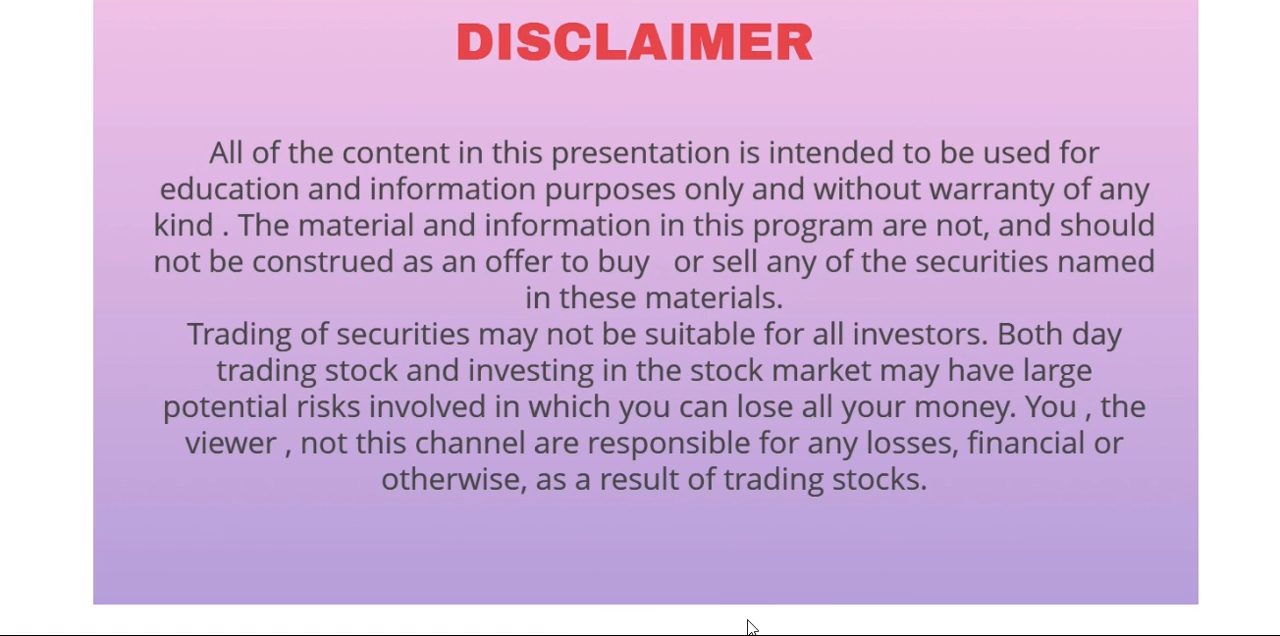 DISCLAIMER
All of the content in this presentation is intended to be used for
education and information purposes only and without warranty of any
kind . The material and information in this program are not, and should
not be construed as an offer to buy   or sell any of the securities named
in these materials.
Trading of securities may not be suitable for all investors. Both day
trading stock and investing in the stock market may have large
potential risks involved in which you can lose all your money. You , the
viewer , not this channel are responsible for any losses, financial or
otherwise, as a result of trading stocks.